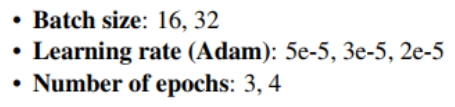 • Batch size: 16, 32
• Learning rate (Adam): 5e-5, 3e-5, 2e-5
• Number of epochs: 3, 4